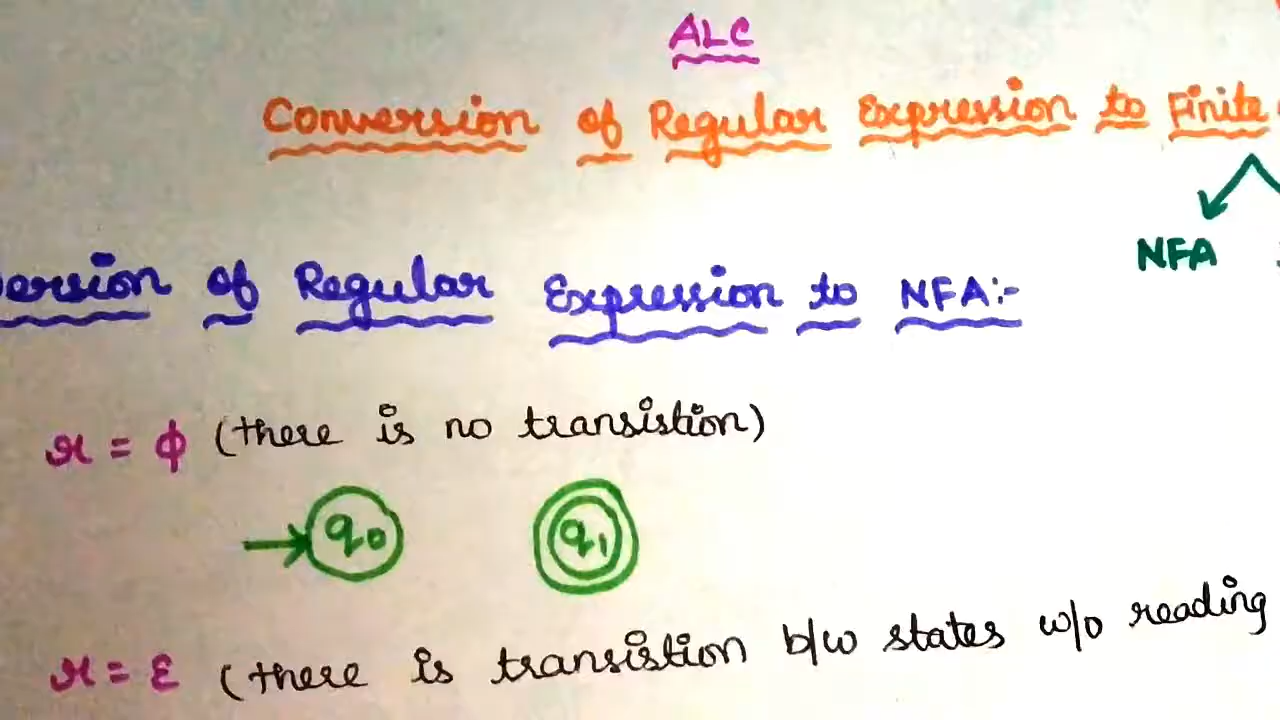 ALC
Conversion of Regular Expression to Finite
NFA
ersion of Regular Expression to NFA:-
r = ϕ (there is no transistion)
q0 q1
r = ε (there is transistion b/w states w/o reading